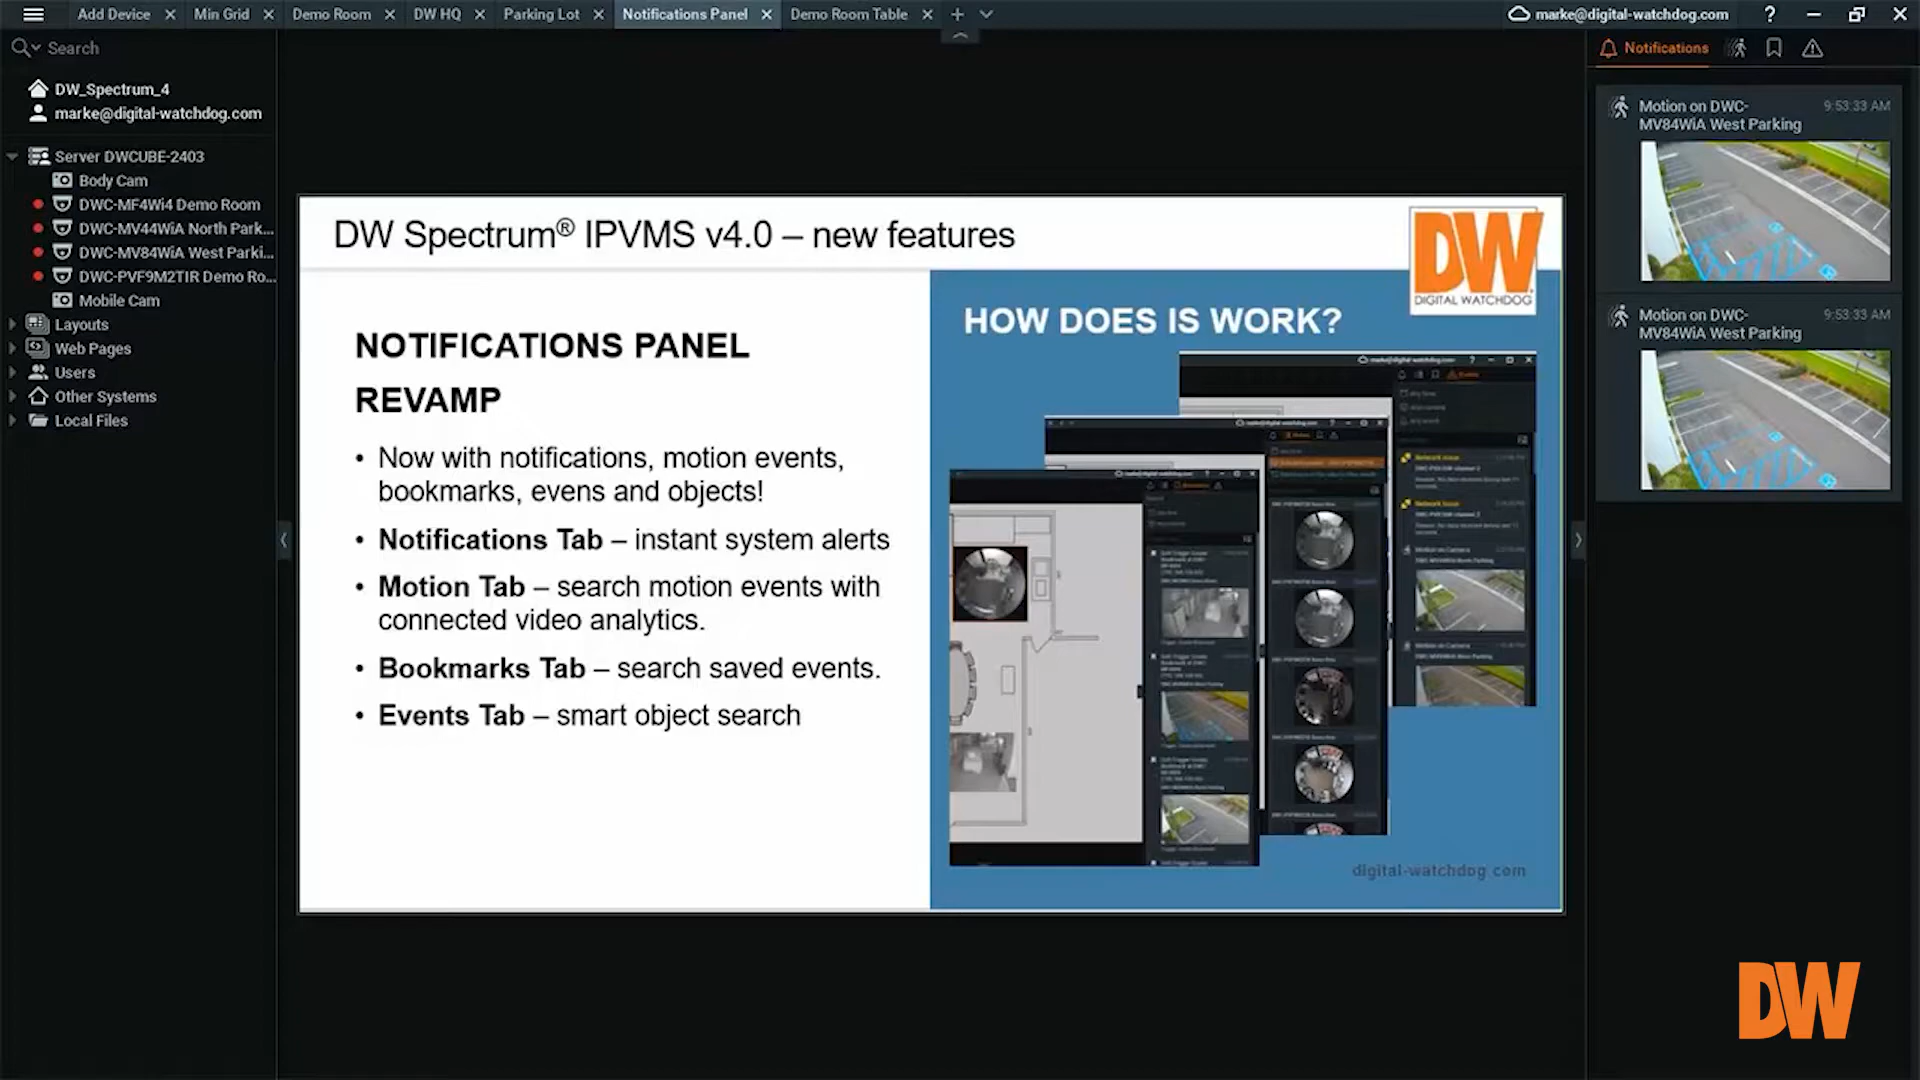 Add Device
Min Grid
Demo Room
DW HQ
Parking Lot
Notifications Panel
Demo Room Table
marke@digital-watchdog.com
Search
DW_Spectrum_4
marke@digital-watchdog.com
Server DWCUBE-2403
Body Cam
DWC-MF4Wi4 Demo Room
DWC-MV44WiA North Park...
DWC-MV84WiA West Parki...
DWC-PVF9M2TIR Demo Ro...
Mobile Cam
Layouts
Web Pages
Users
Other Systems
Local Files
DW Spectrum® IPVMS v4.0 – new features
DW
DIGITAL WATCHDOG
NOTIFICATIONS PANEL
REVAMP
• Now with notifications, motion events,
bookmarks, evens and objects!
• Notifications Tab – instant system alerts
• Motion Tab – search motion events with
connected video analytics.
• Bookmarks Tab – search saved events.
• Events Tab – smart object search
HOW DOES IS WORK?
digital-watchdog.com
Notifications
Motion on DWC-
MV84WiA West Parking
9:53:33 AM
Motion on DWC-
MV84WiA West Parking
9:53:33 AM
DW